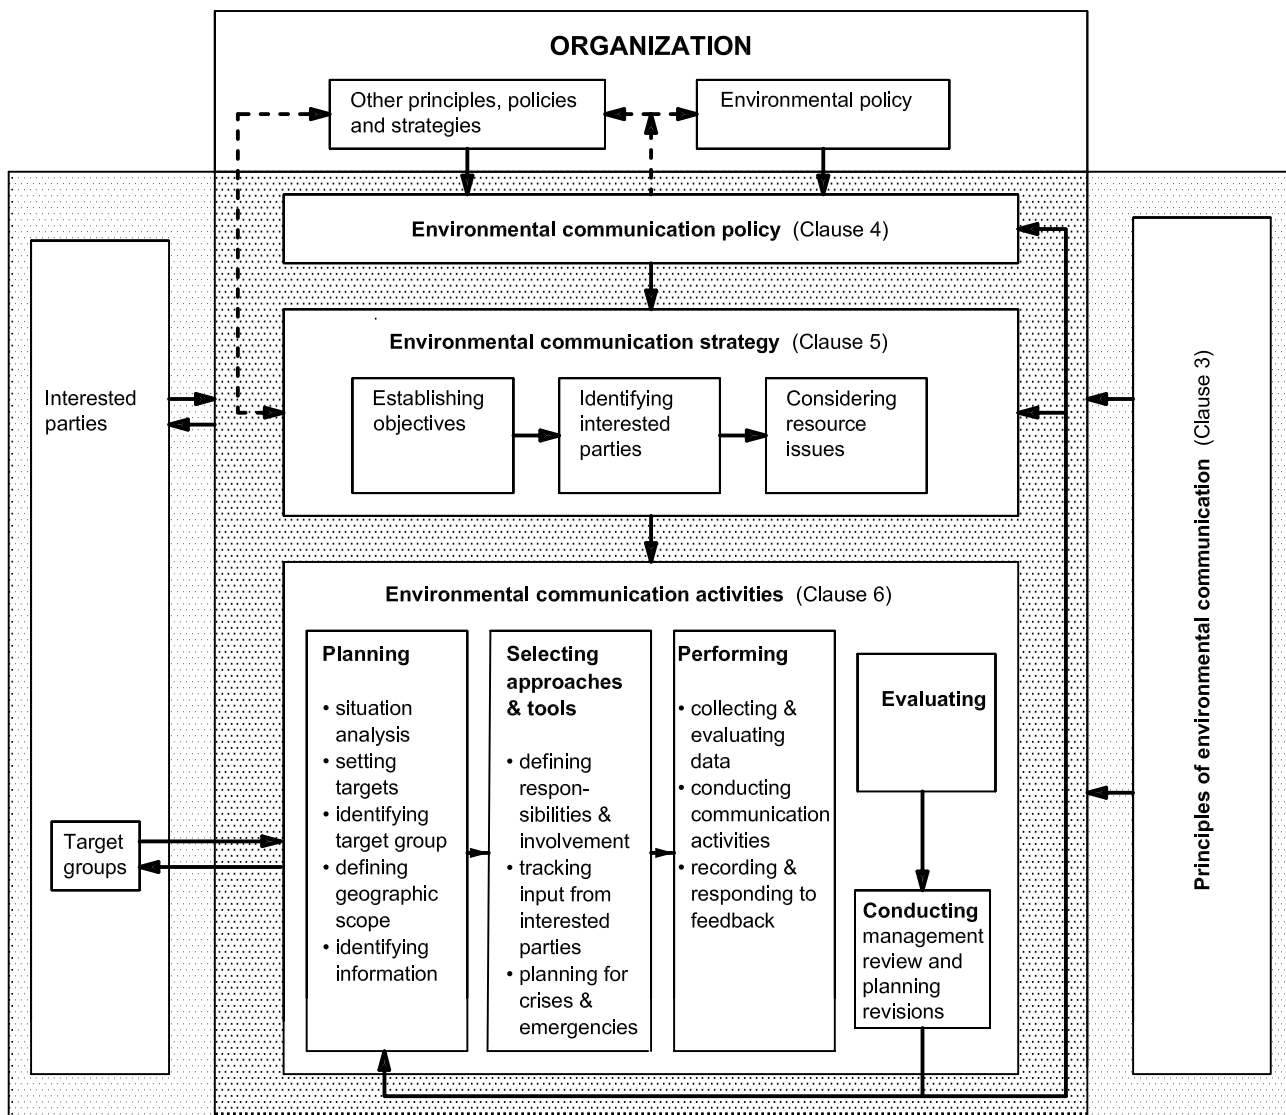 ORGANIZATION
Other principles, policies
and strategies
Environmental policy
Environmental communication policy (Clause 4)
Environmental communication strategy (Clause 5)
Establishing
objectives
Identifying
interested
parties
Considering
resource
issues
Interested
parties
Environmental communication activities (Clause 6)
Planning
• situation
analysis
• setting
targets
• identifying
target group
• defining
geographic
scope
• identifying
information
Selecting
approaches
& tools
• defining
respon-
sibilities &
involvement
• tracking
input from
interested
parties
• planning for
crises &
emergencies
Performing
• collecting &
evaluating
data
• conducting
communication
activities
• recording &
responding to
feedback
Evaluating
Conducting
management
review and
planning
revisions
Target
groups
Principles of environmental communication (Clause 3)